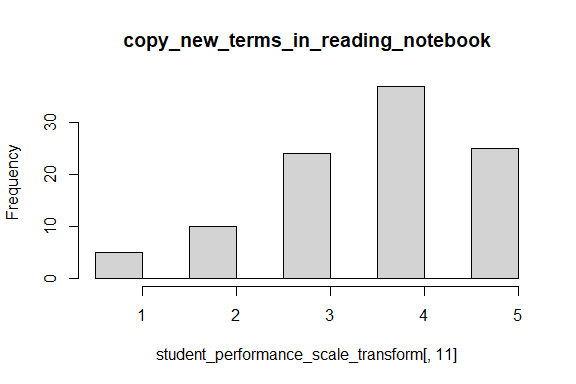 copy_new_terms_in_reading_notebook
Frequency
30
20
10
0
1 2 3 4 5
student_performance_scale_transform[, 11]